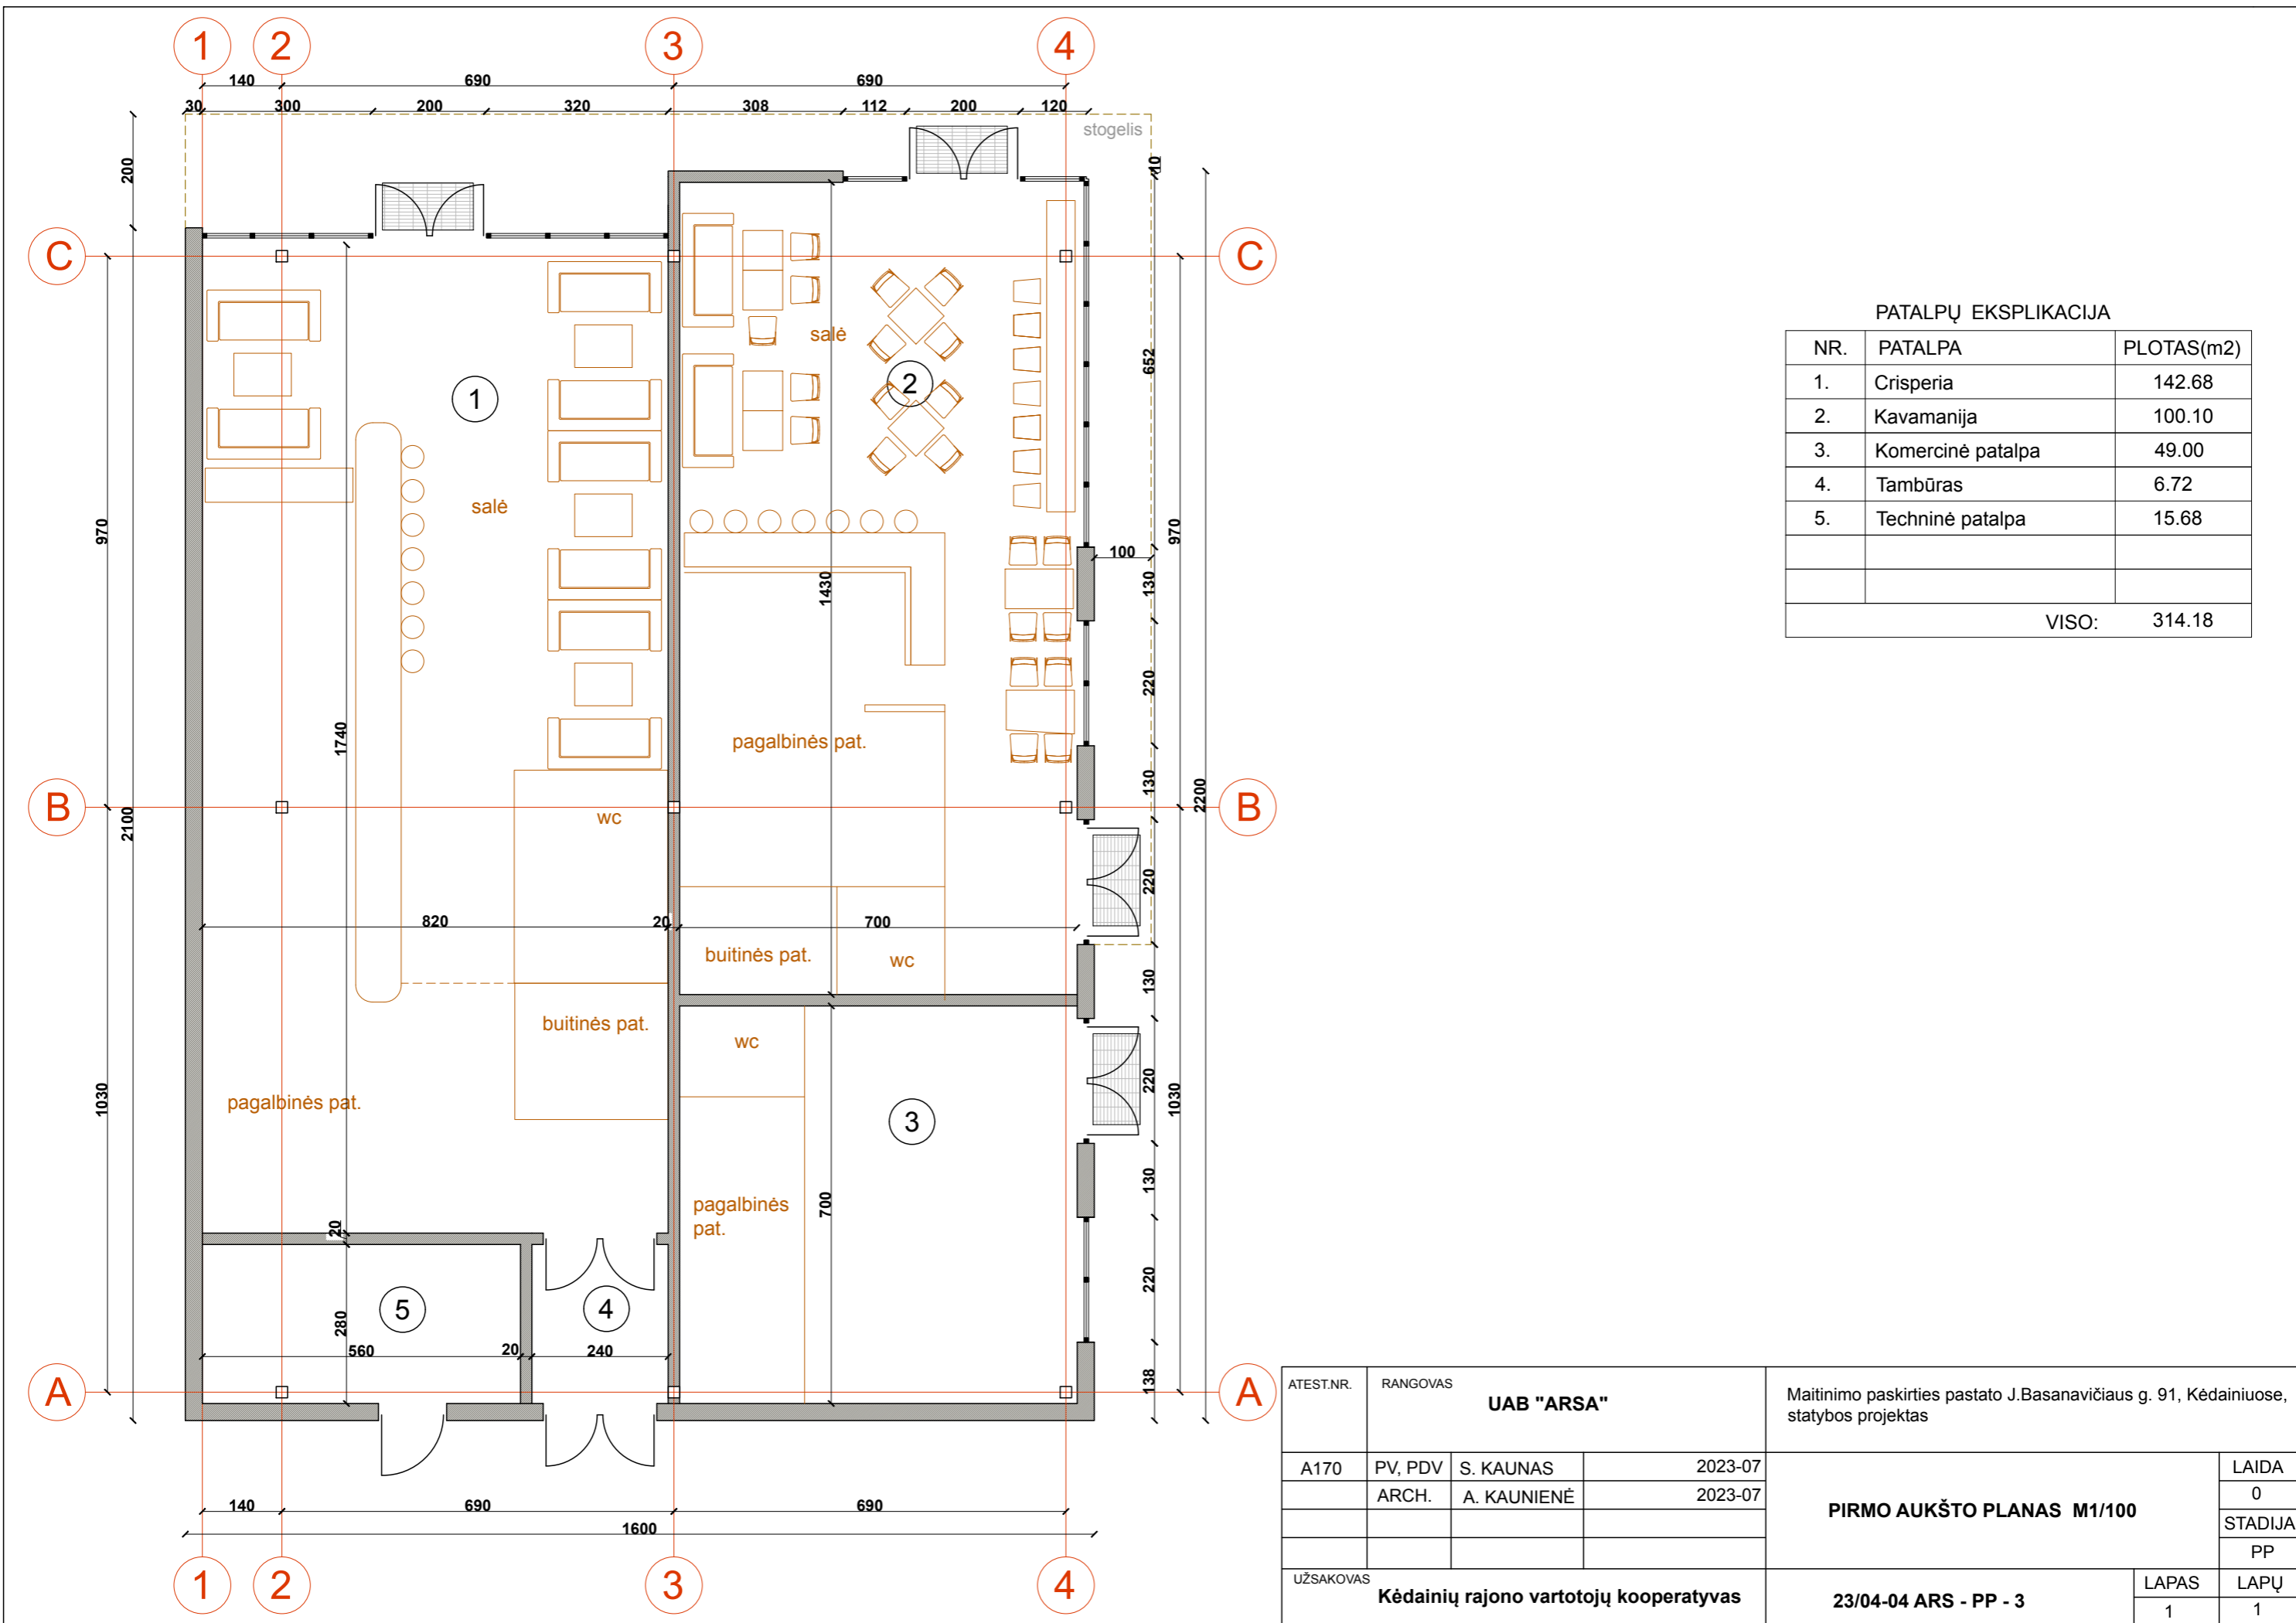 1 2 3 4
140 690 690
30 300 200 320 308 112 200 120
stogelis
200
10
C C
salė
2
1
652
salė
970 970
100
1430
130
220
1740
pagalbinės pat.
130
2200
B B
2100
wc
220
820 20 700
buitinės pat. wc
130
buitinės pat.
wc
220
1030 1030
pagalbinės pat.
3
130
pagalbinės
pat.
700
20
5 4
280
220
560 20 240
138
A A
140 690 690
1600
1 2 3 4
PATALPŲ EKSPLIKACIJA
NR. PATALPA PLOTAS(m2)
1. Crisperia 142.68
2. Kavamanija 100.10
3. Komercinė patalpa 49.00
4. Tambūras 6.72
5. Techninė patalpa 15.68
VISO: 314.18
ATEST.NR. RANGOVAS
UAB "ARSA"
Maitinimo paskirties pastato J.Basanavičiaus g. 91, Kėdainiuose,
statybos projektas
A170 PV, PDV S. KAUNAS 2023-07
ARCH. A. KAUNIENĖ 2023-07
PIRMO AUKŠTO PLANAS M1/100
LAIDA
0
STADIJA
PP
UŽSAKOVAS
Kėdainių rajono vartotojų kooperatyvas
23/04-04 ARS - PP - 3
LAPAS LAPŲ
1 1